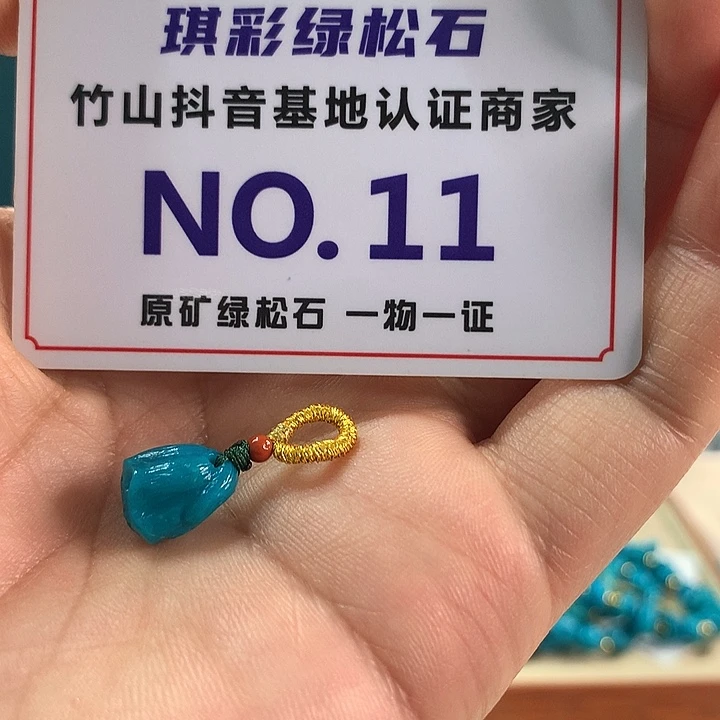 琪彩绿松石
竹山抖音基地认证商家
NO.11
原矿绿松石 一物一证